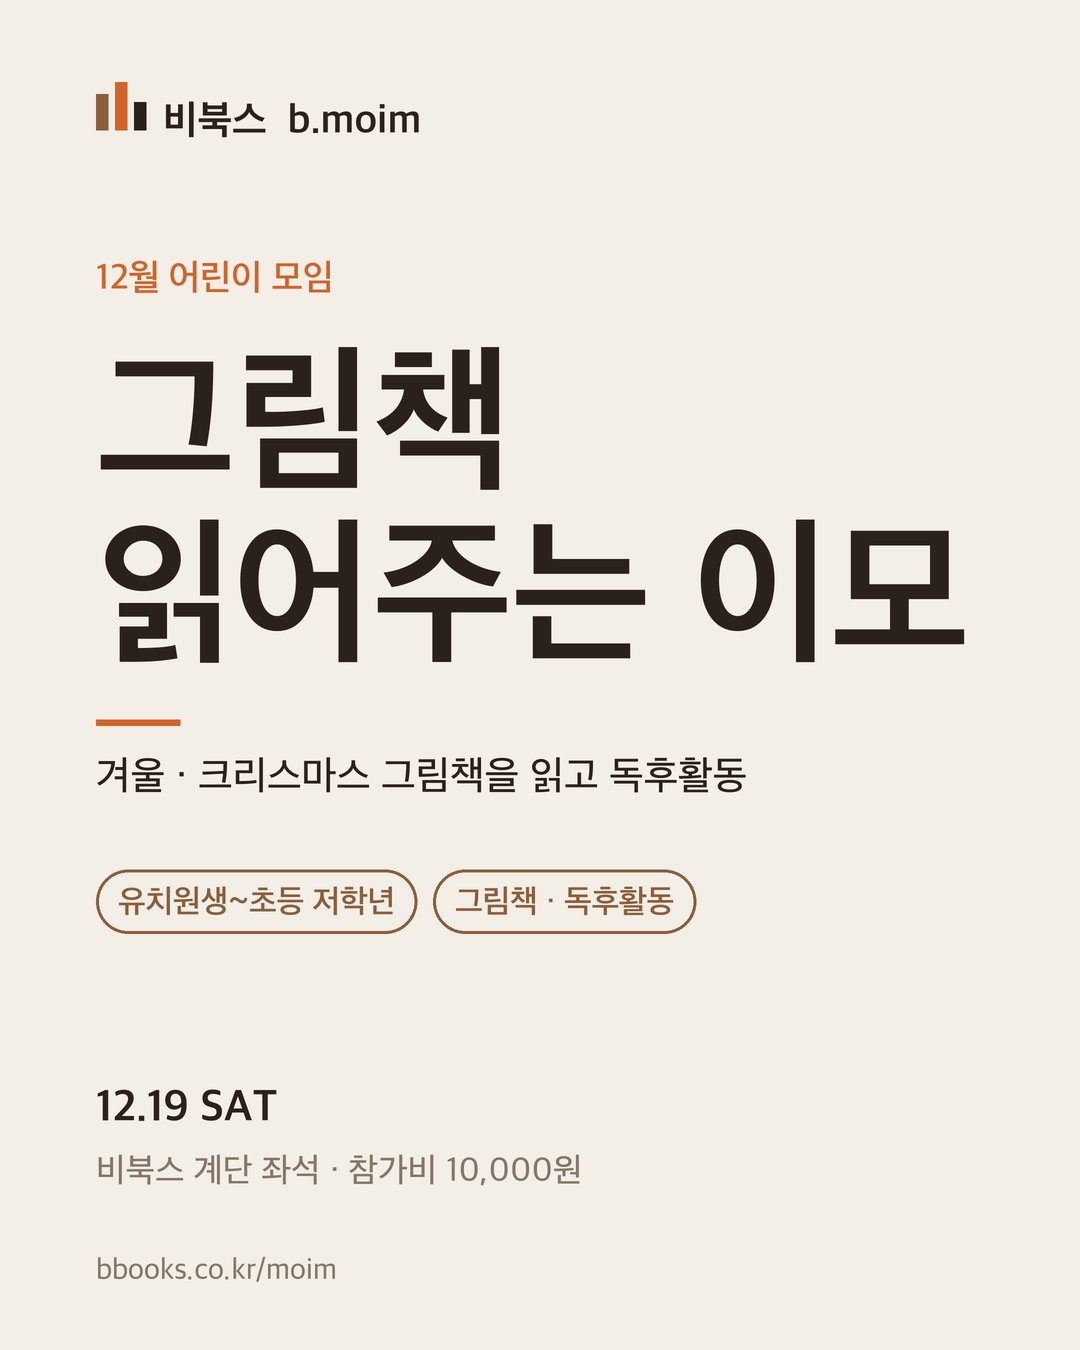 비북스 b.moim
12월 어린이 모임
그림책
읽어주는 이모
겨울 · 크리스마스 그림책을 읽고 독후활동
유치원생~초등 저학년
그림책 · 독후활동
12.19 SAT
비북스 계단 좌석 · 참가비 10,000원
bbooks.co.kr/moim